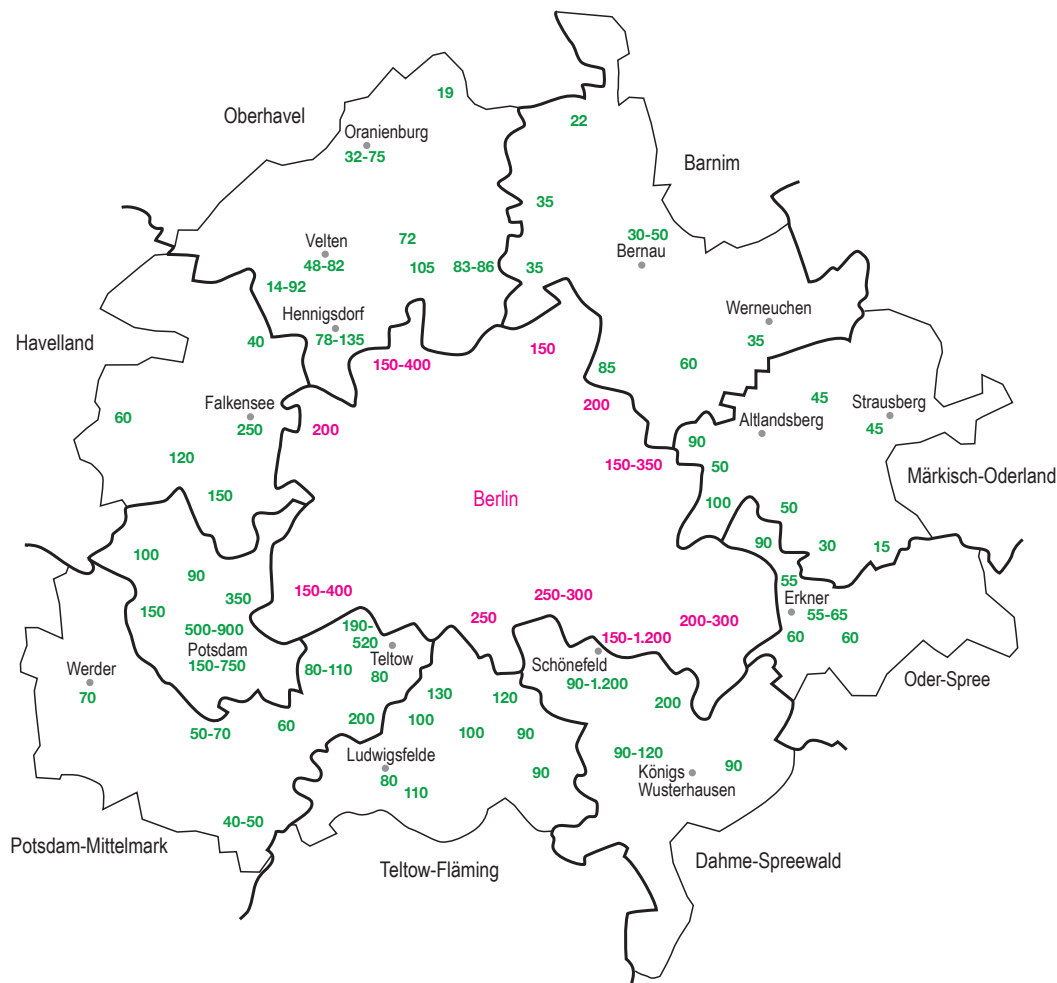 19
Oberhavel
22
Oranienburg
32-75
Barnim
35
30-50
Bernau
72
Velten
48-82
105
83-86
35
14-92
Hennigsdorf
78-135
Werneuchen
35
Havelland
40
150
150-400
85
60
200
Falkensee
250
60
200
45
Strausberg
45
Altlandsberg
90
120
150-350
50
Märkisch-Oderland
150
Berlin
100
50
100
90
30
15
90
350
55
150
150-400
250
250-300
Erkner
55-65
60
60
190-
520
200-300
150-1.200
500-900
Potsdam
150-750
Teltow
80
80-110
Schönefeld
90-1.200
Werder
70
Oder-Spree
130
120
200
50-70
60
200
100
100
90
Ludwigsfelde
80
110
90
90-120
90
Königs
Wusterhausen
40-50
Potsdam-Mittelmark
Teltow-Fläming
Dahme-Spreewald